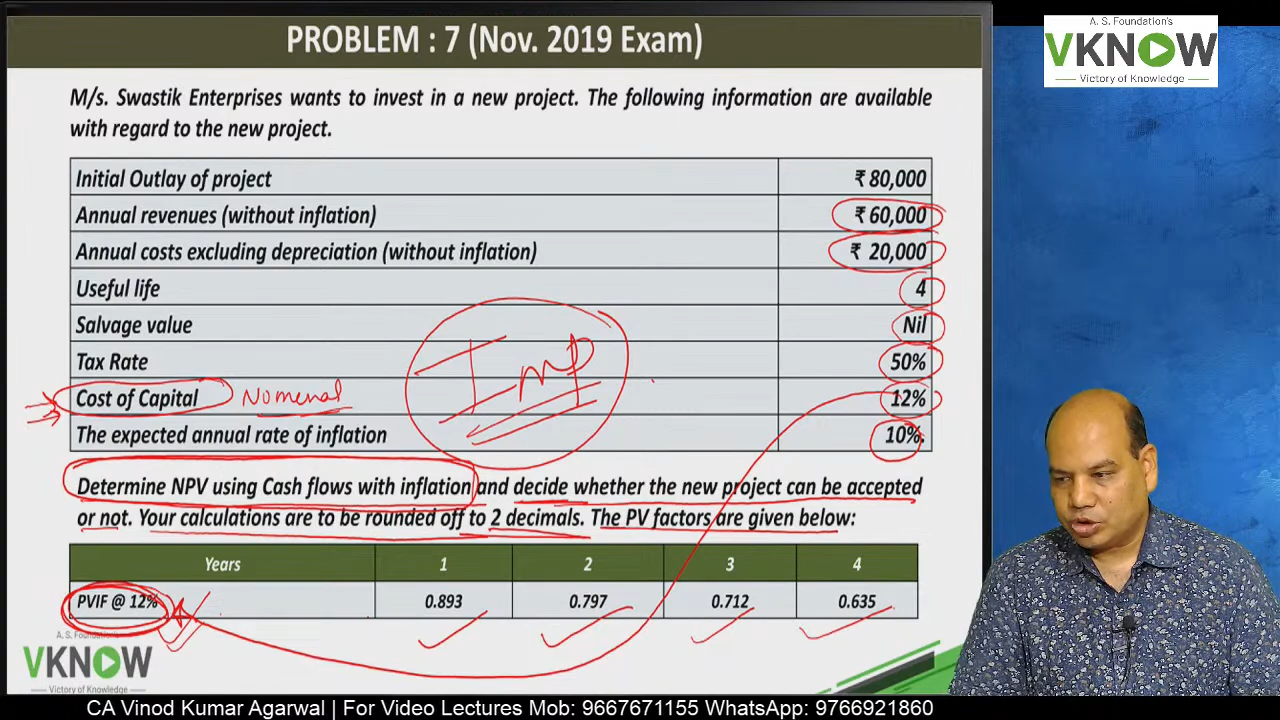 PROBLEM : 7 (Nov. 2019 Exam)
A. S. Foundation's
VKNOW
Victory of Knowledge
M/s. Swastik Enterprises wants to invest in a new project. The following information are available
with regard to the new project.
Initial Outlay of project ₹ 80,000
Annual revenues (without inflation) ₹ 60,000
Annual costs excluding depreciation (without inflation) ₹ 20,000
Useful life 4
Salvage value Nil
Tax Rate 50%
Imp
Cost of Capital Nomenal 12%
The expected annual rate of inflation 10%
Determine NPV using Cash flows with inflation and decide whether the new project can be accepted
or not. Your calculations are to be rounded off to 2 decimals. The PV factors are given below:
Years 1 2 3 4
PVIF @ 12% 0.893 0.797 0.712 0.635
A. S. Foundation's
VKNOW
Victory of Knowledge
CA Vinod Kumar Agarwal | For Video Lectures Mob: 9667671155 WhatsApp: 9766921860